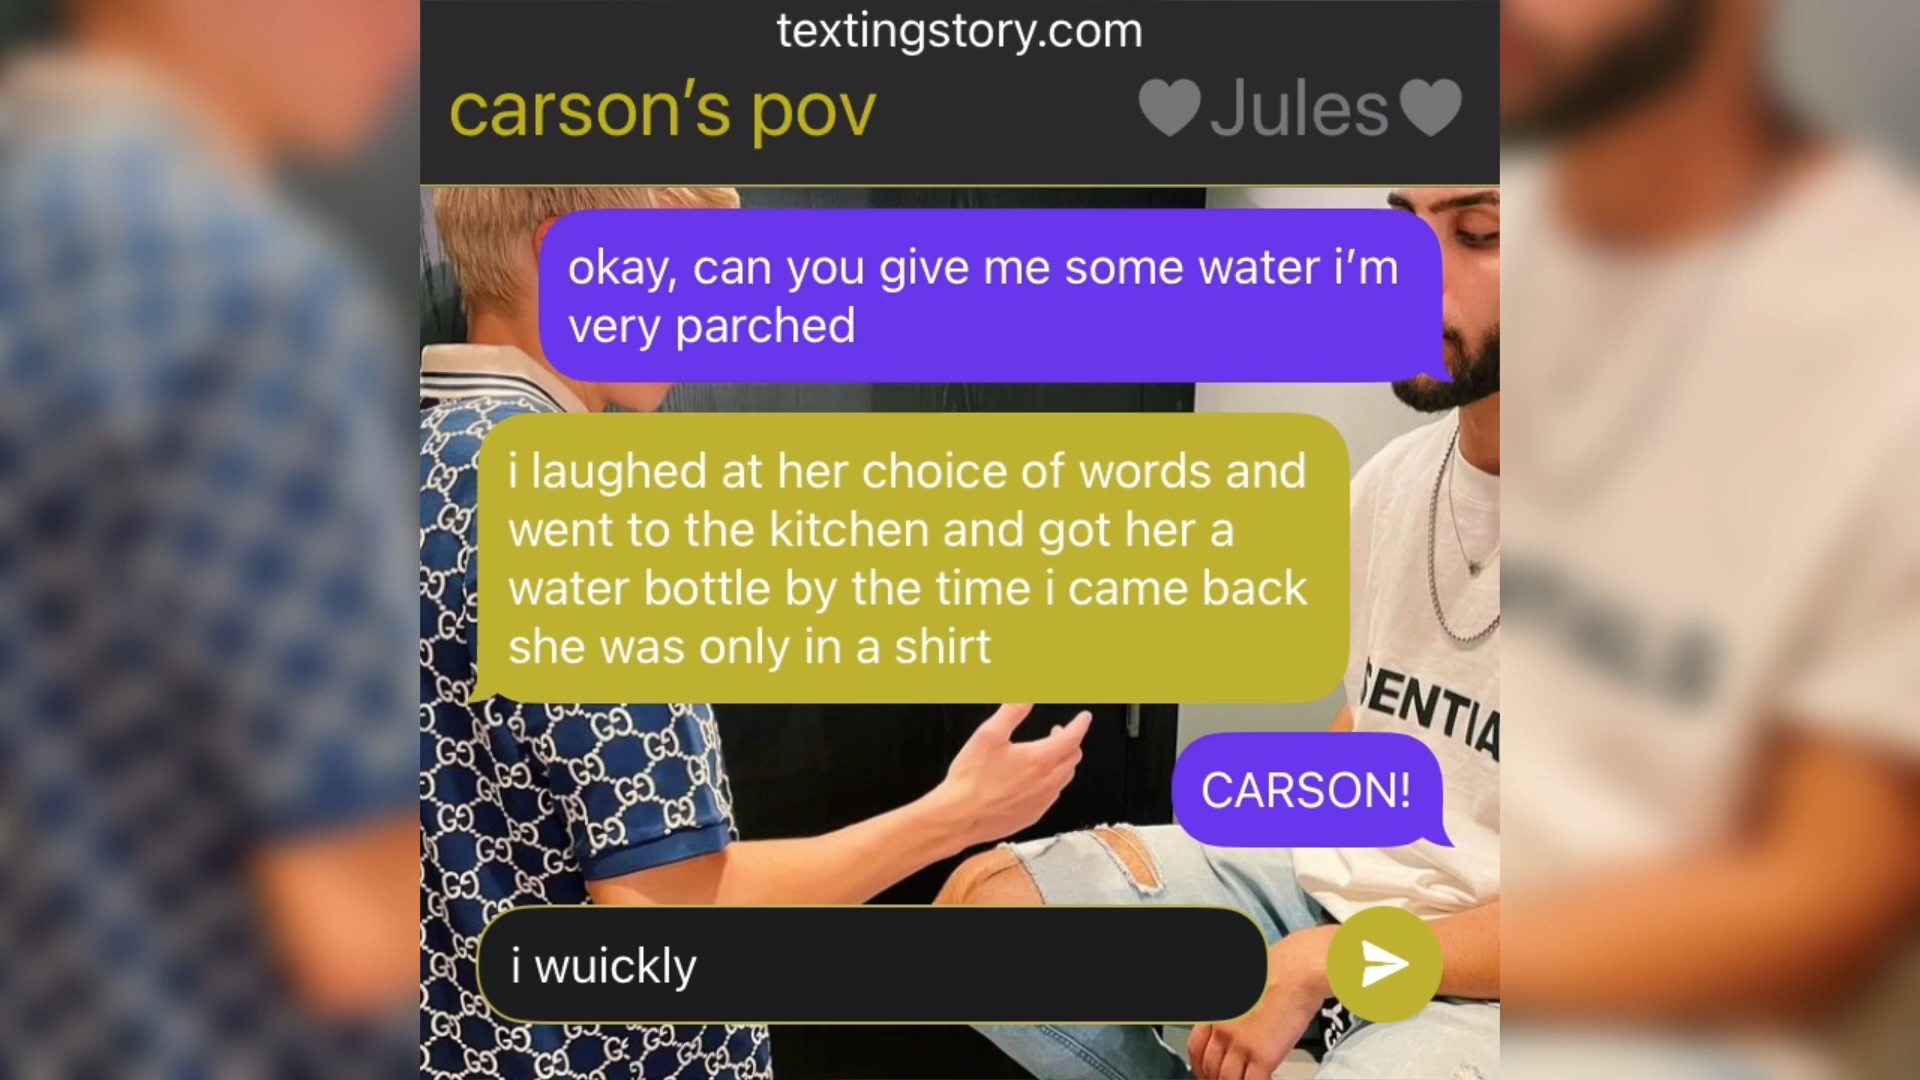 textingstory.com
carson’s pov
🩶Jules🩶
okay, can you give me some water i’m
very parched
i laughed at her choice of words and
went to the kitchen and got her a
water bottle by the time i came back
she was only in a shirt
SENTIA
CARSON!
i wuickly